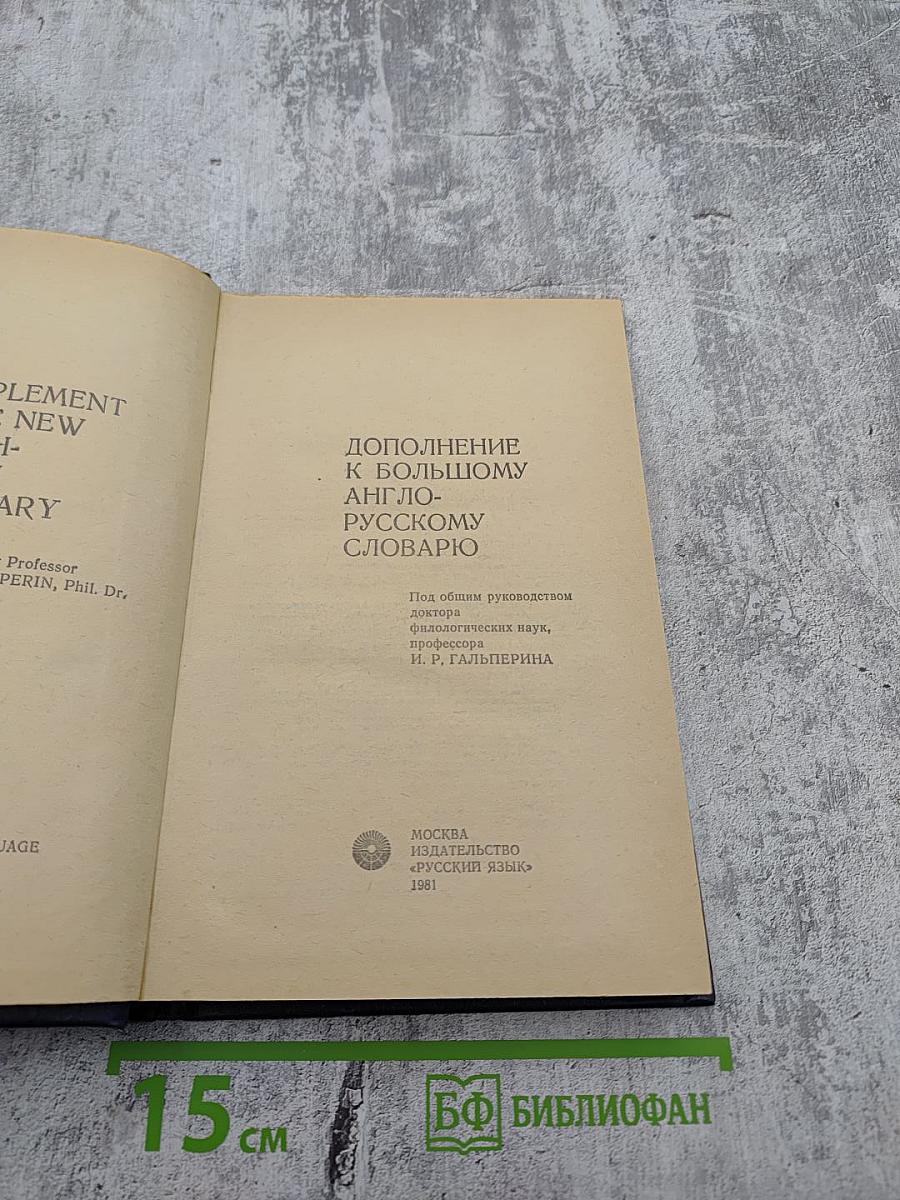 PLEMENT
NEW
H-
ARY
Professor
PERIN, Phil. Dr.
UAGE
ДОПОЛНЕНИЕ
К БОЛЬШОМУ
АНГЛО-
РУССКОМУ
СЛОВАРЮ
Под общим руководством
доктора
филологических наук,
профессора
И. Р. ГАЛЬПЕРИНА
МОСКВА
ИЗДАТЕЛЬСТВО
«РУССКИЙ ЯЗЫК»
1981
15 см
БФ БИБЛИОФАН